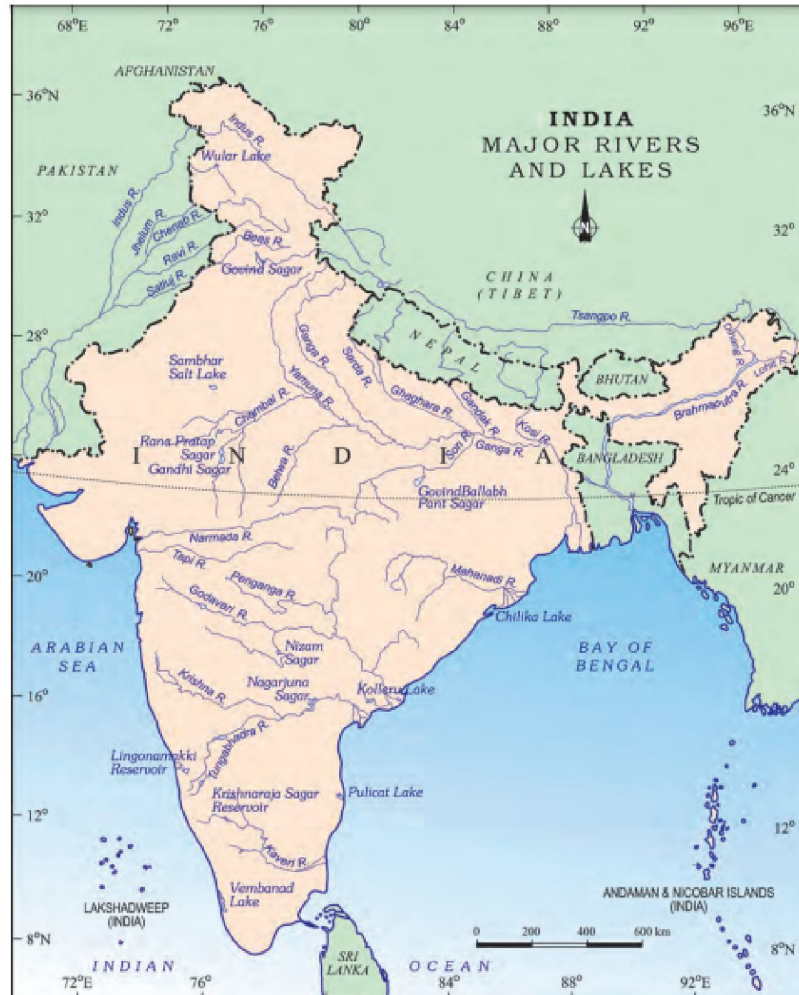 68°E
72°
76°
80°
84°
88°
92°
96°E
AFGHANISTAN
36°N
36°N
INDIA
MAJOR RIVERS
AND LAKES
N
Indus R.
Wular Lake
PAKISTAN
Indus R.
Jhelum R.
Chenab R.
32°
32°
Ravi R.
Beas R.
Satluj R.
Govind Sagar
CHINA
(TIBET)
Tsangpo R.
28°
28°
NEPAL
Dibang R.
Lohit R.
Sambhar
Salt Lake
Ganga R.
Yamuna R.
Sarda R.
Ghaghara R.
Gandak R.
Kosi R.
BHUTAN
Brahmaputra R.
Chambal R.
Rana Pratap
Sagar
Gandhi Sagar
Betwa R.
Son R.
Ganga R.
INDIA
BANGLADESH
24°
24°
GovindBallabh
Pant Sagar
Tropic of Cancer
Narmada R.
Tapi R.
MYANMAR
20°
20°
Penganga R.
Mahanadi R.
Godavari R.
Chilika Lake
ARABIAN
SEA
Nizam
Sagar
BAY OF
BENGAL
Krishna R.
Nagarjuna
Sagar
Kolleru Lake
16°
16°
Tungabhadra R.
Lingonamakki
Reservoir
Krishnaraja Sagar
Reservoir
Pulicat Lake
12°
12°
Kaveri R.
Vembanad
Lake
LAKSHADWEEP
(INDIA)
ANDAMAN & NICOBAR ISLANDS
(INDIA)
0 200 400 600 km
8°N
8°N
INDIAN
SRI
LANKA
OCEAN
72°E
76°
84°
88°
92°E